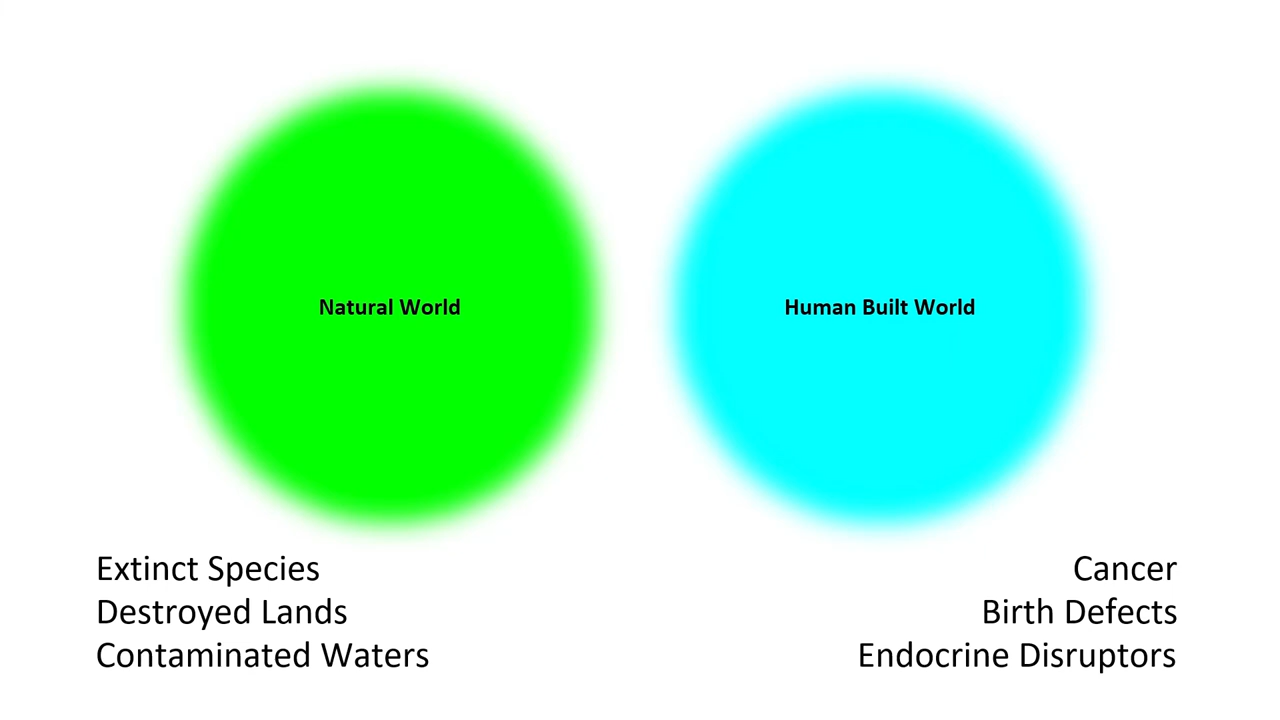 Natural World
Human Built World
Extinct Species
Destroyed Lands
Contaminated Waters
Cancer
Birth Defects
Endocrine Disruptors